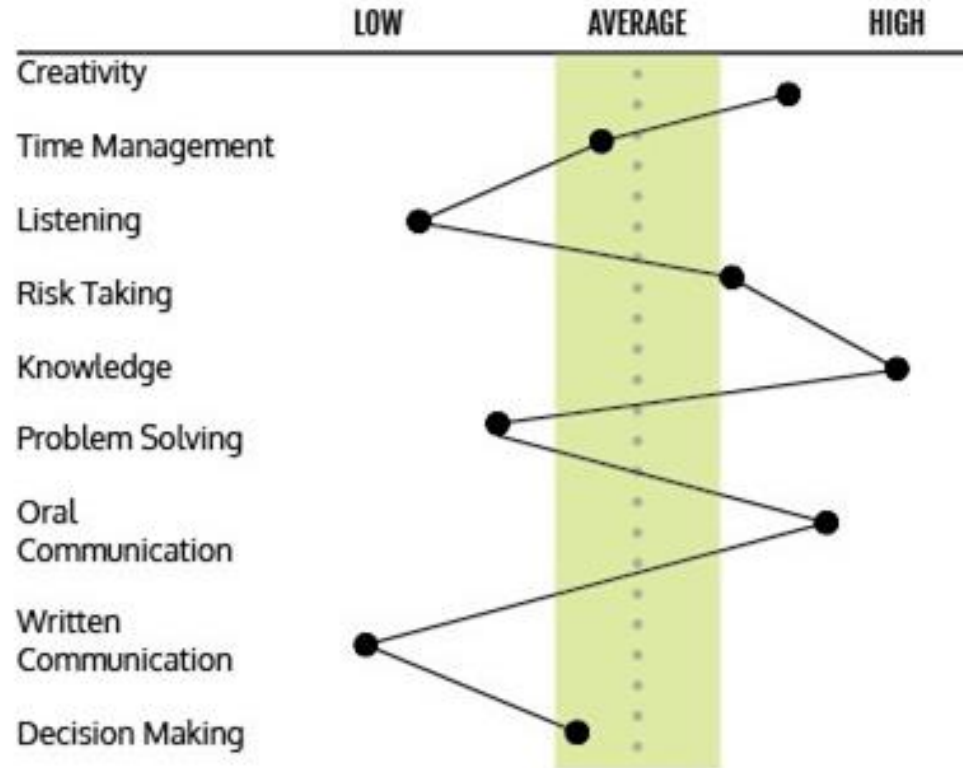 LOW AVERAGE HIGH
Creativity
Time Management
Listening
Risk Taking
Knowledge
Problem Solving
Oral
Communication
Written
Communication
Decision Making